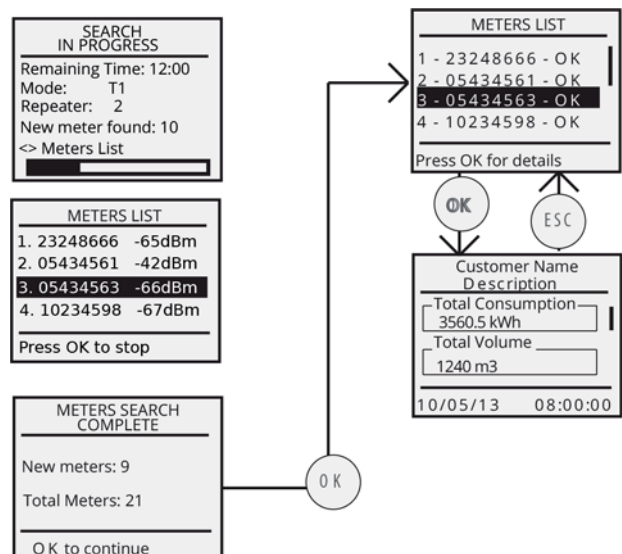 SEARCH
IN PROGRESS
Remaining Time: 12:00
Mode: T1
Repeater: 2
New meter found: 10
<> Meters List
METERS LIST
1. 23248666 -65dBm
2. 05434561 -42dBm
3. 05434563 -66dBm
4. 10234598 -67dBm
Press OK to stop
METERS SEARCH
COMPLETE
New meters: 9
Total Meters: 21
OK to continue
OK
METERS LIST
1 - 23248666 - OK
2 - 05434561 - OK
3 - 05434563 - OK
4 - 10234598 - OK
Press OK for details
OK
ESC
Customer Name
Description
Total Consumption
3560.5 kWh
Total Volume
1240 m3
10/05/13 08:00:00